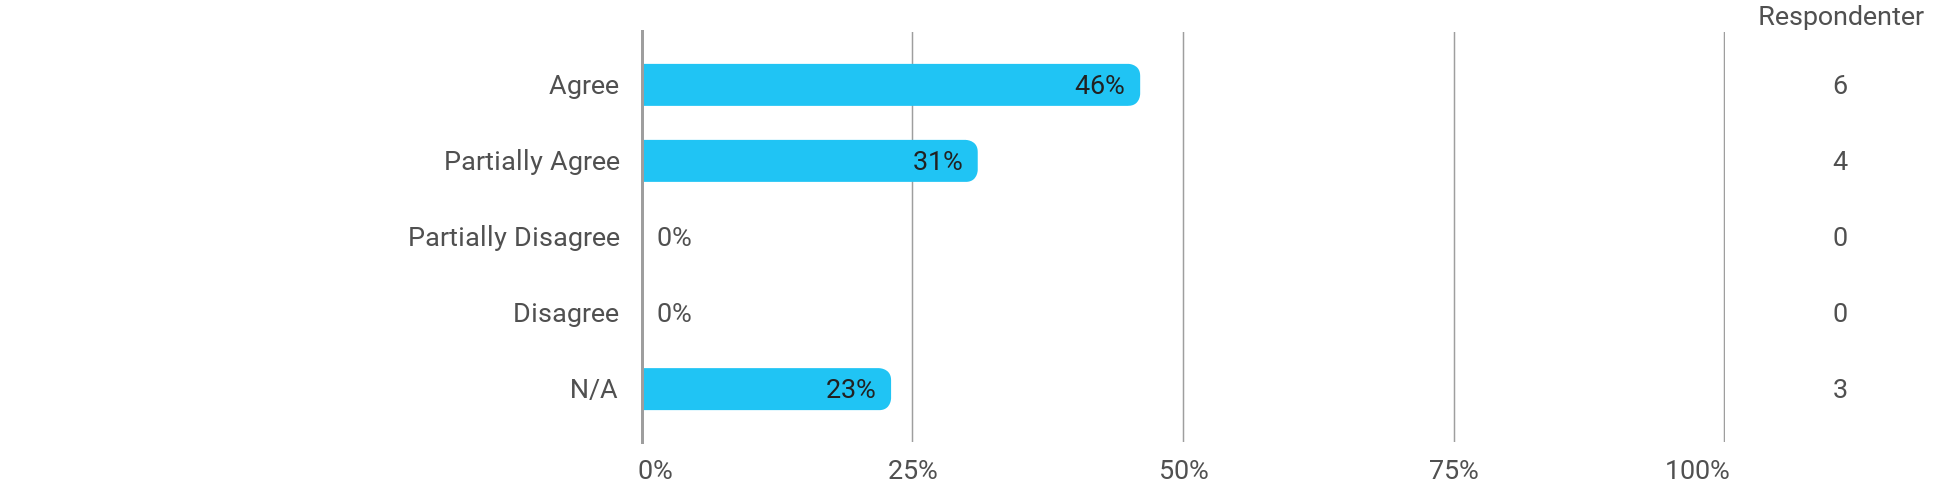 Respondenter
Agree 46% 6
Partially Agree 31% 4
Partially Disagree 0% 0
Disagree 0% 0
N/A 23% 3
0% 25% 50% 75% 100%